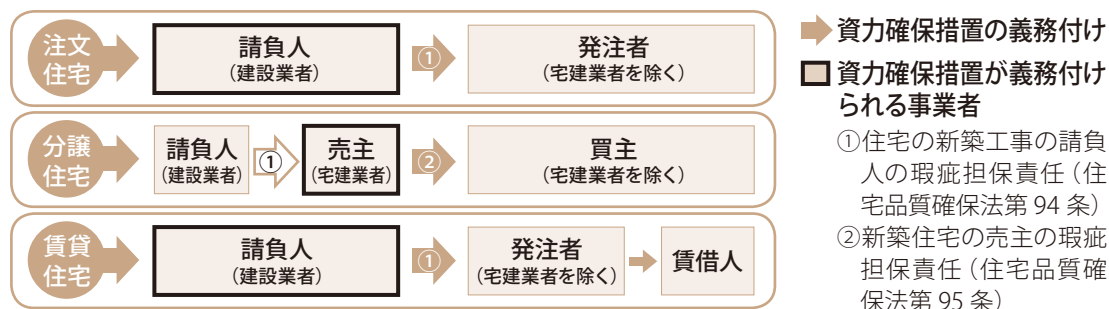 注文
住宅
請負人
（建設業者）
①
発注者
（宅建業者を除く）
分譲
住宅
請負人
（建設業者）
①
売主
（宅建業者）
②
買主
（宅建業者を除く）
賃貸
住宅
請負人
（建設業者）
①
発注者
（宅建業者を除く）
賃借人
資力確保措置の義務付け
資力確保措置が義務付け
られる事業者
①住宅の新築工事の請負
人の瑕疵担保責任（住
宅品質確保法第 94 条）
②新築住宅の売主の瑕疵
担保責任（住宅品質確
保法第 95 条）